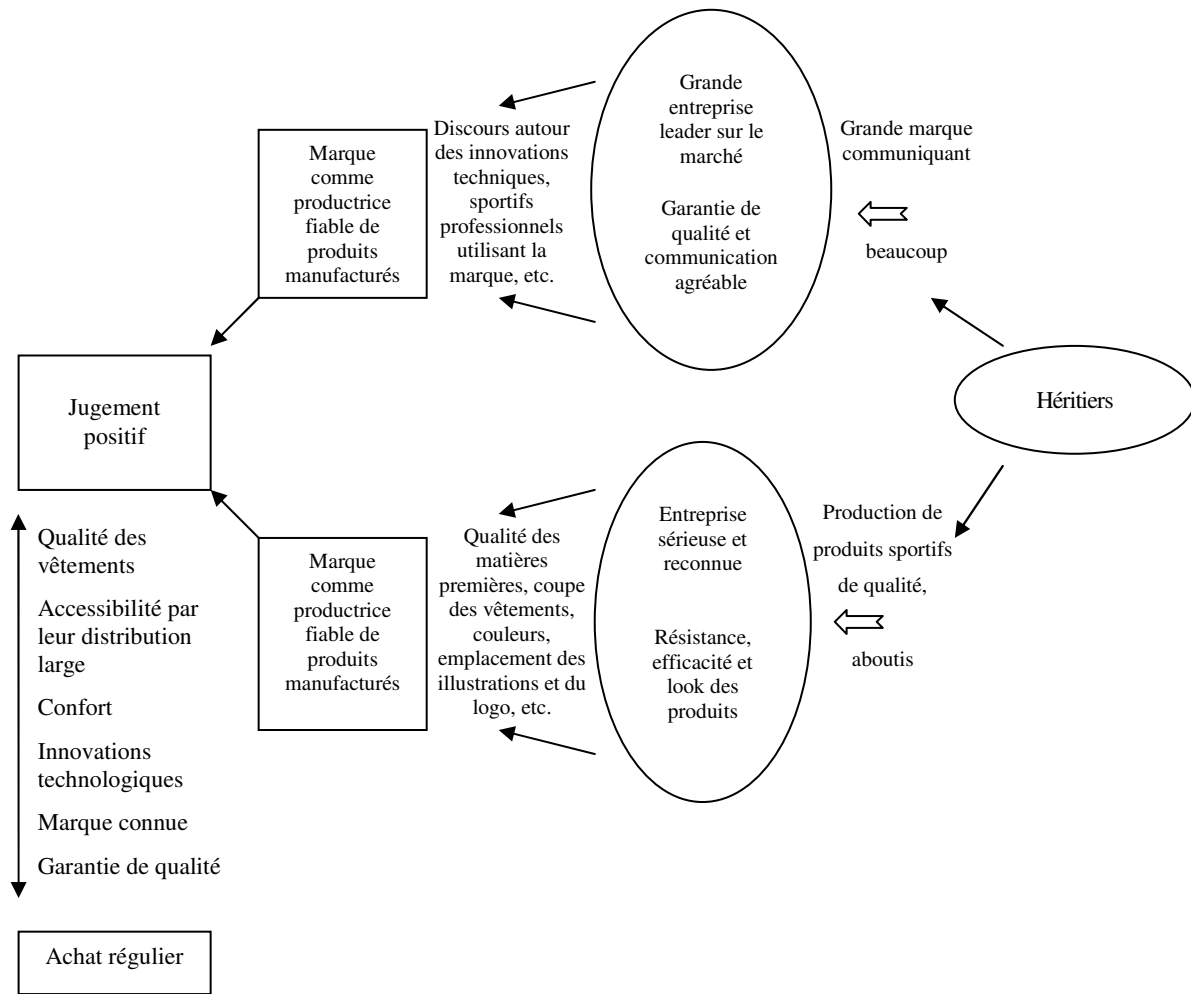 Grande
entreprise
leader sur le
marché
Garantie de
qualité et
communication
agréable
Grande marque
communiquant
beaucoup
Discours autour
des innovations
techniques,
sportifs
professionnels
utilisant la
marque, etc.
Marque
comme
productrice
fiable de
produits
manufacturés
Jugement
positif
Héritiers
Entreprise
sérieuse et
reconnue
Résistance,
efficacité et
look des
produits
Production de
produits sportifs
de qualité,
aboutis
Qualité des
matières
premières, coupe
des vêtements,
couleurs,
emplacement des
illustrations et du
logo, etc.
Marque
comme
productrice
fiable de
produits
manufacturés
Qualité des
vêtements
Accessibilité par
leur distribution
large
Confort
Innovations
technologiques
Marque connue
Garantie de qualité
Achat régulier